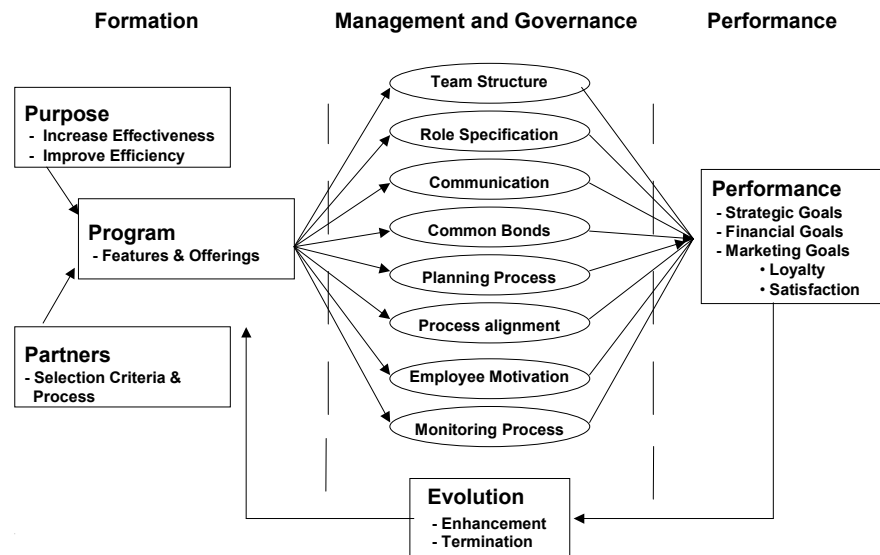 Formation
Management and Governance
Performance
Purpose
- Increase Effectiveness
- Improve Efficiency
Program
- Features & Offerings
Partners
- Selection Criteria &
Process
Team Structure
Role Specification
Communication
Common Bonds
Planning Process
Process alignment
Employee Motivation
Monitoring Process
Performance
- Strategic Goals
- Financial Goals
- Marketing Goals
• Loyalty
• Satisfaction
Evolution
- Enhancement
- Termination